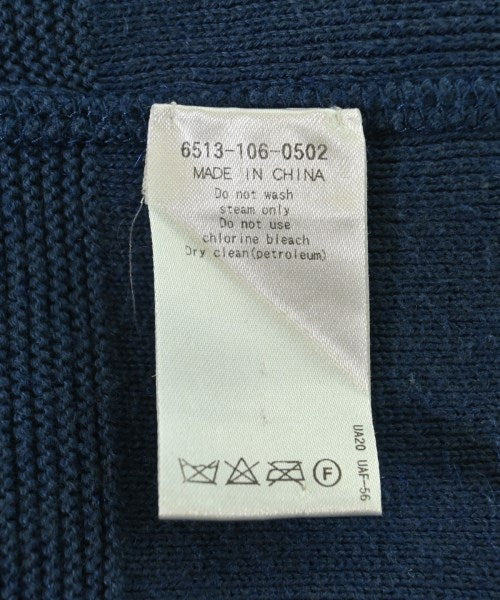 6513-106-0502
MADE IN CHINA
Do not wash
steam only
Do not use
chlorine bleach
Dry clean(petroleum)
F
UA20 UAF-56